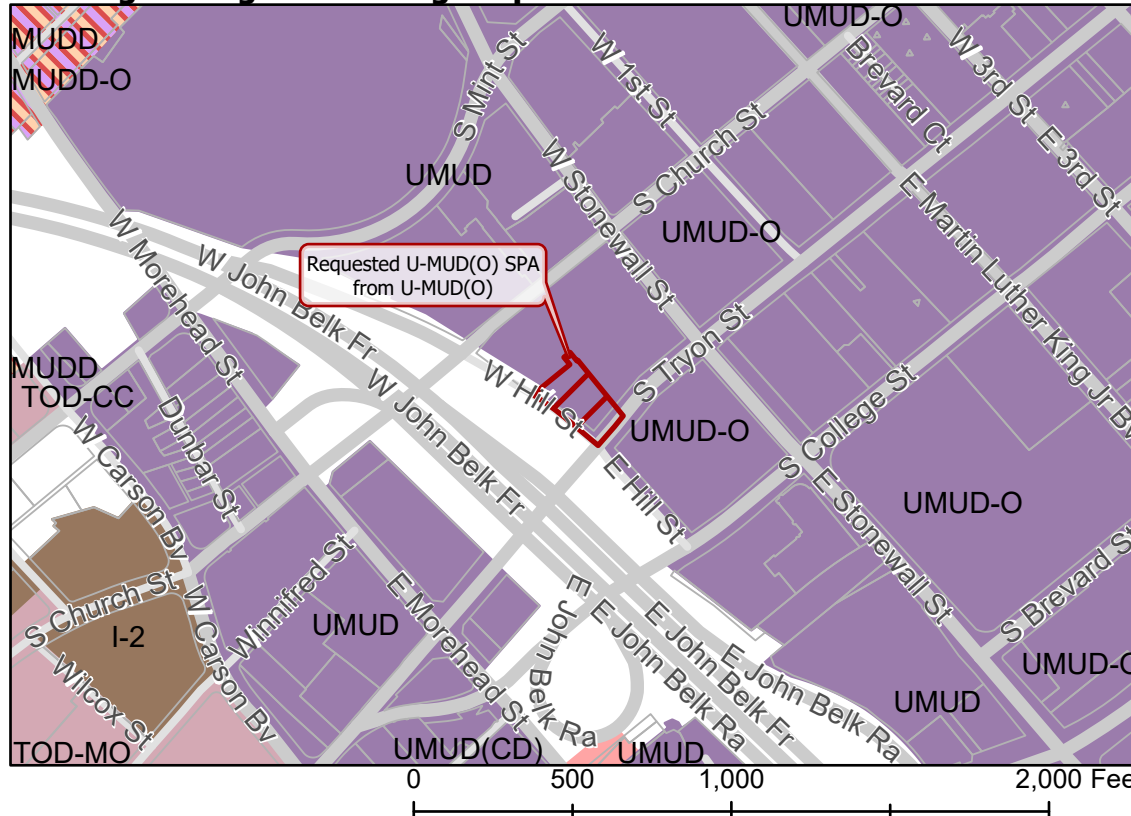 MUDD
MUDD-O
UMUD-O
S Mint St
W 1st St
Brevard Ct
W 3rd St
E 3rd St
UMUD
W Stonewall St
S Church St
UMUD-O
E Martin Luther King Jr Bv
W Morehead St
W John Belk Fr
Requested U-MUD(O) SPA
from U-MUD(O)
S Tryon St
MUDD
TOD-CC
W Hill St
W John Belk Fr
UMUD-O
S College St
Dunbar St
W Carson Bv
E Hill St
E Stonewall St
UMUD-O
S Church St
I-2
Winnifred St
UMUD
E Morehead St
E John Belk Ra
E John Belk Ra
E John Belk Fr
E John Belk Ra
S Brevard St
UMUD-O
UMUD
Wilcox St
W Carson Bv
TOD-MO
UMUD(CD)
UMUD
0 500 1,000 2,000 Fee